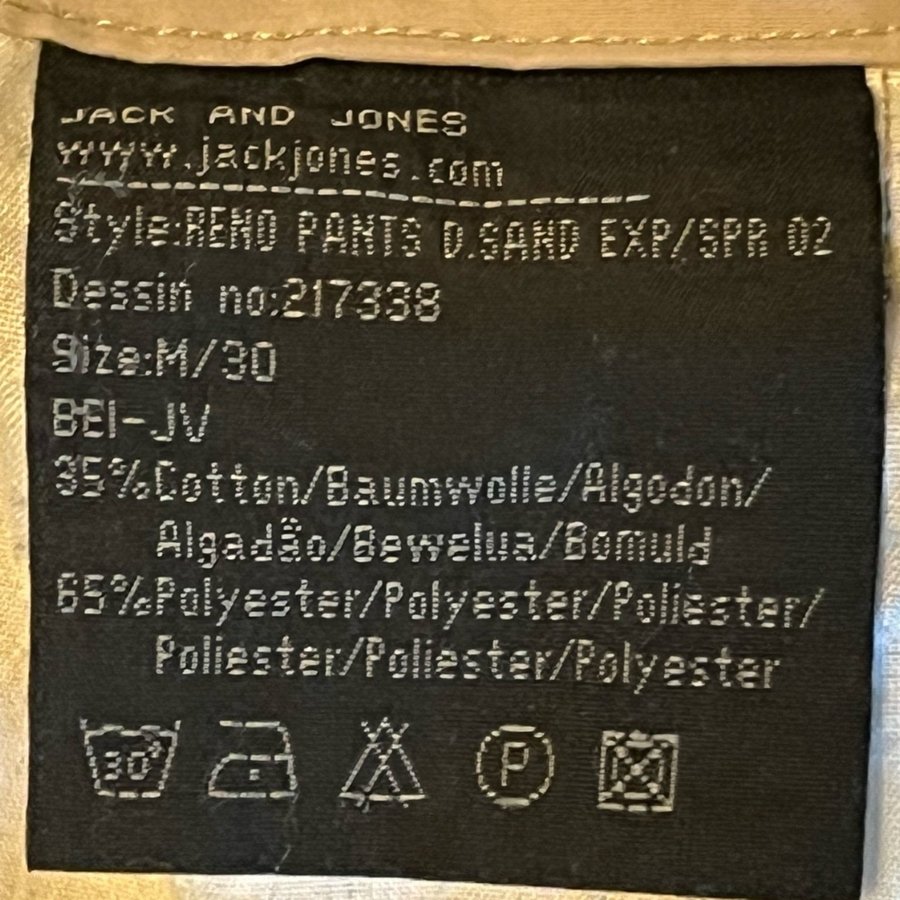 JACK AND JONES
www.jackjones.com
Style:RENO PANTS D.SAND EXP/SPR 02
Dessin no:217338
Size:M/30
BEI-JV
35%Cotton/Baumwolle/Algodon/
Algadão/Bewelua/Bomuld
65%Polyester/Polyester/Poliester/
Poliester/Poliester/Polyester
30° P